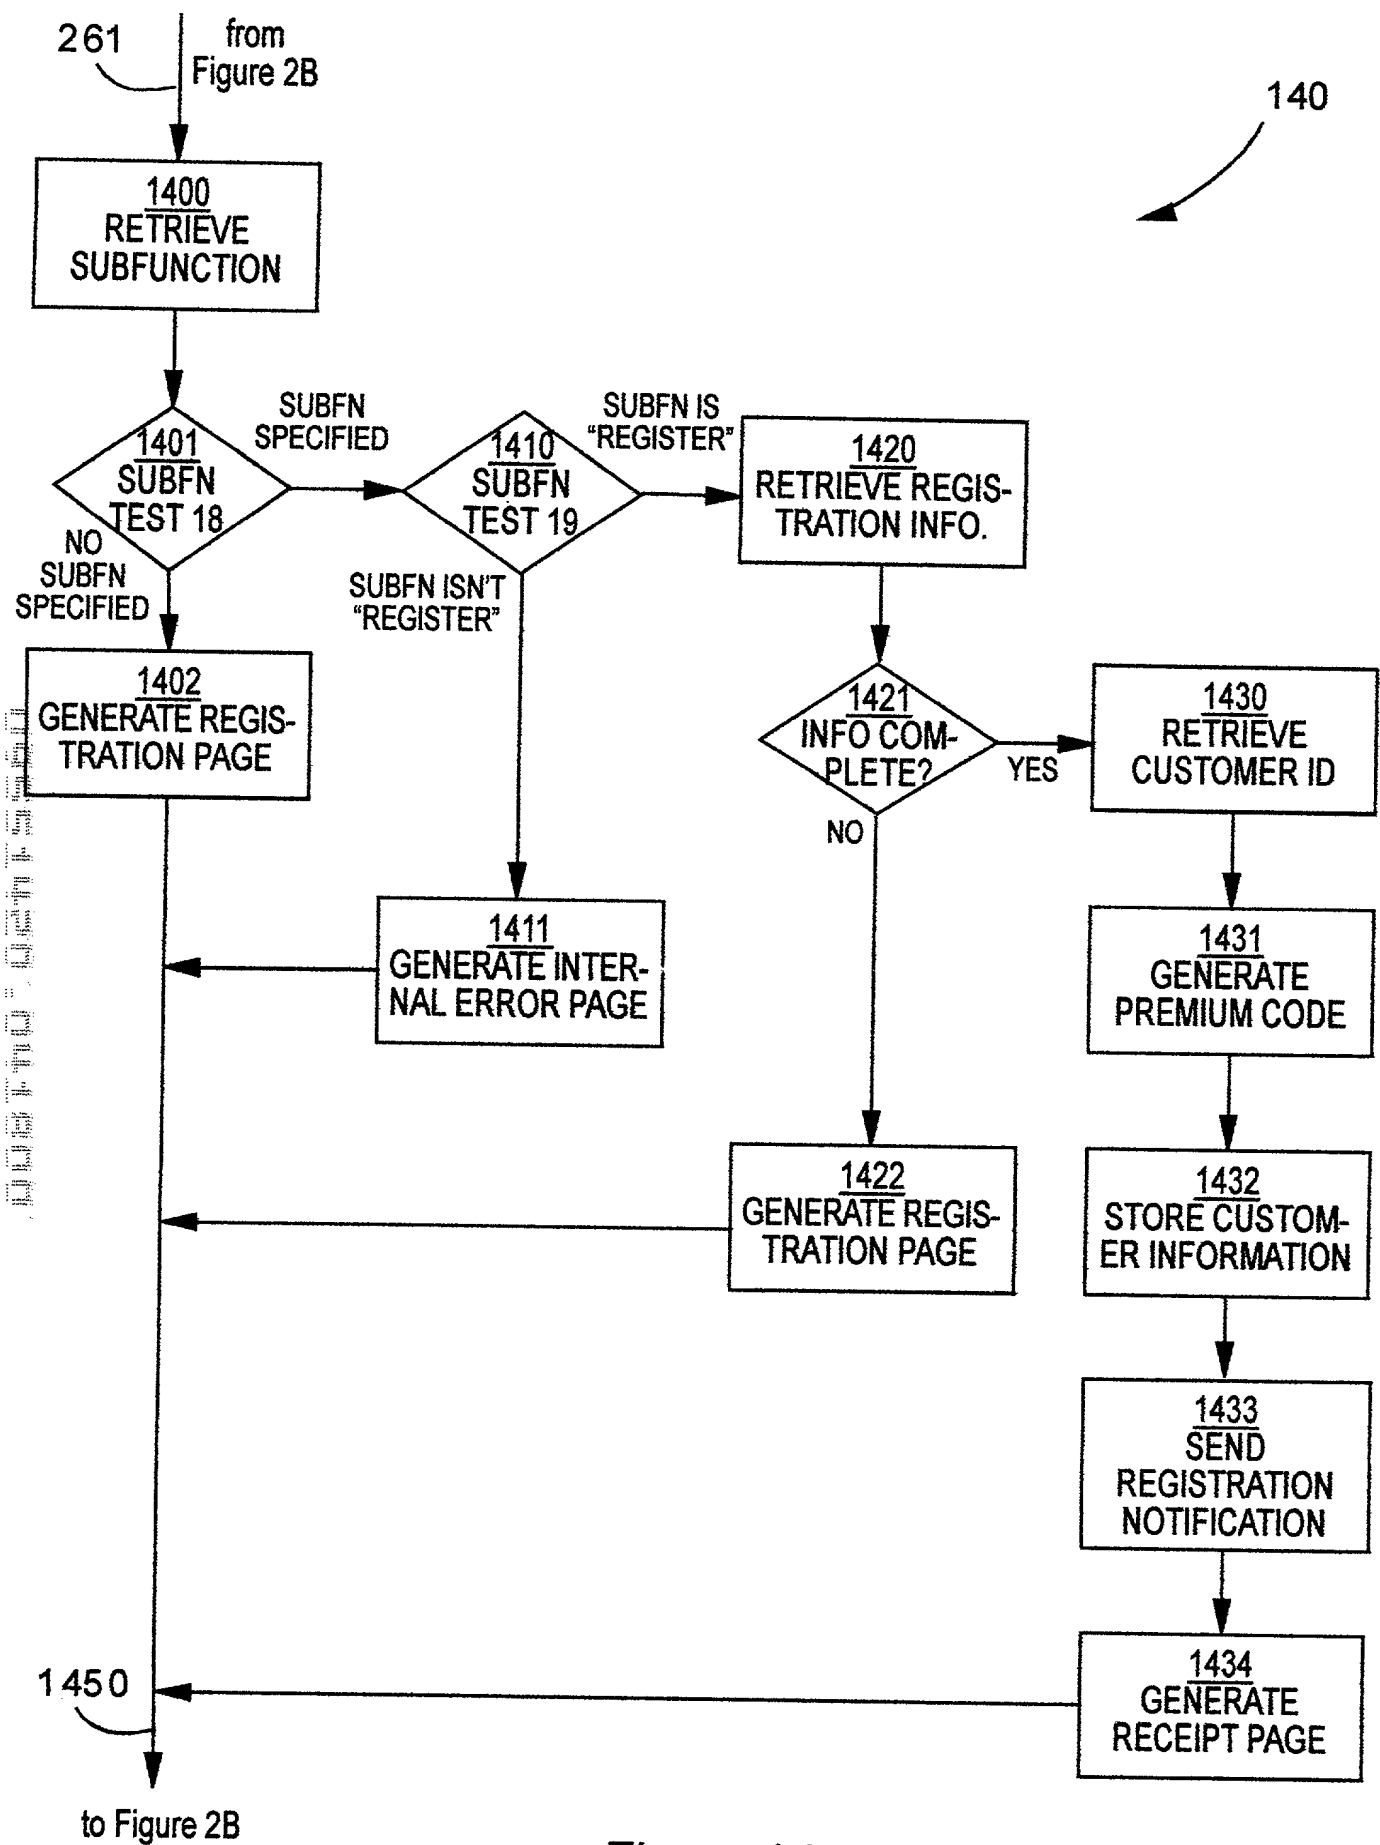 261
from
Figure 2B
140
1400
RETRIEVE
SUBFUNCTION
SUBFN
SPECIFIED
SUBFN IS
“REGISTER”
1401
SUBFN
TEST 18
1410
SUBFN
TEST 19
1420
RETRIEVE REGIS-
TRATION INFO.
NO
SUBFN
SPECIFIED
SUBFN ISN'T
“REGISTER”
1402
GENERATE REGIS-
TRATION PAGE
1421
INFO COM-
PLETE?
YES
NO
1430
RETRIEVE
CUSTOMER ID
1411
GENERATE INTER-
NAL ERROR PAGE
1431
GENERATE
PREMIUM CODE
1422
GENERATE REGIS-
TRATION PAGE
1432
STORE CUSTOM-
ER INFORMATION
1433
SEND
REGISTRATION
NOTIFICATION
1434
GENERATE
RECEIPT PAGE
1450
to Figure 2B